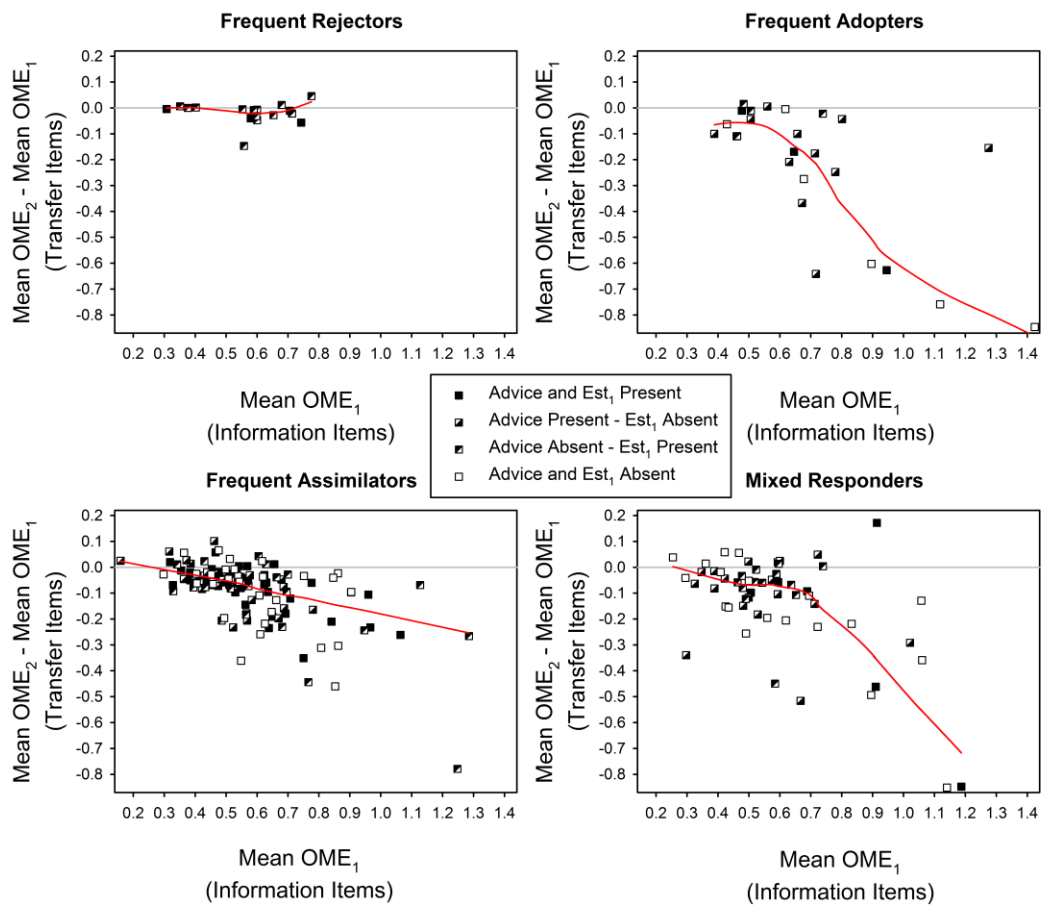 Frequent Rejectors
Mean OME2 - Mean OME1
(Transfer Items)
0.2
0.1
0.0
-0.1
-0.2
-0.3
-0.4
-0.5
-0.6
-0.7
-0.8
0.2 0.3 0.4 0.5 0.6 0.7 0.8 0.9 1.0 1.1 1.2 1.3 1.4
Mean OME1
(Information Items)
Frequent Adopters
Mean OME2 - Mean OME1
(Transfer Items)
0.2
0.1
0.0
-0.1
-0.2
-0.3
-0.4
-0.5
-0.6
-0.7
-0.8
0.2 0.3 0.4 0.5 0.6 0.7 0.8 0.9 1.0 1.1 1.2 1.3 1.4
Mean OME1
(Information Items)
Advice and Est1 Present
Advice Present - Est1 Absent
Advice Absent - Est1 Present
Advice and Est1 Absent
Frequent Assimilators
Mean OME2 - Mean OME1
(Transfer Items)
0.2
0.1
0.0
-0.1
-0.2
-0.3
-0.4
-0.5
-0.6
-0.7
-0.8
0.2 0.3 0.4 0.5 0.6 0.7 0.8 0.9 1.0 1.1 1.2 1.3 1.4
Mean OME1
(Information Items)
Mixed Responders
Mean OME2 - Mean OME1
(Transfer Items)
0.2
0.1
0.0
-0.1
-0.2
-0.3
-0.4
-0.5
-0.6
-0.7
-0.8
0.2 0.3 0.4 0.5 0.6 0.7 0.8 0.9 1.0 1.1 1.2 1.3 1.4
Mean OME1
(Information Items)